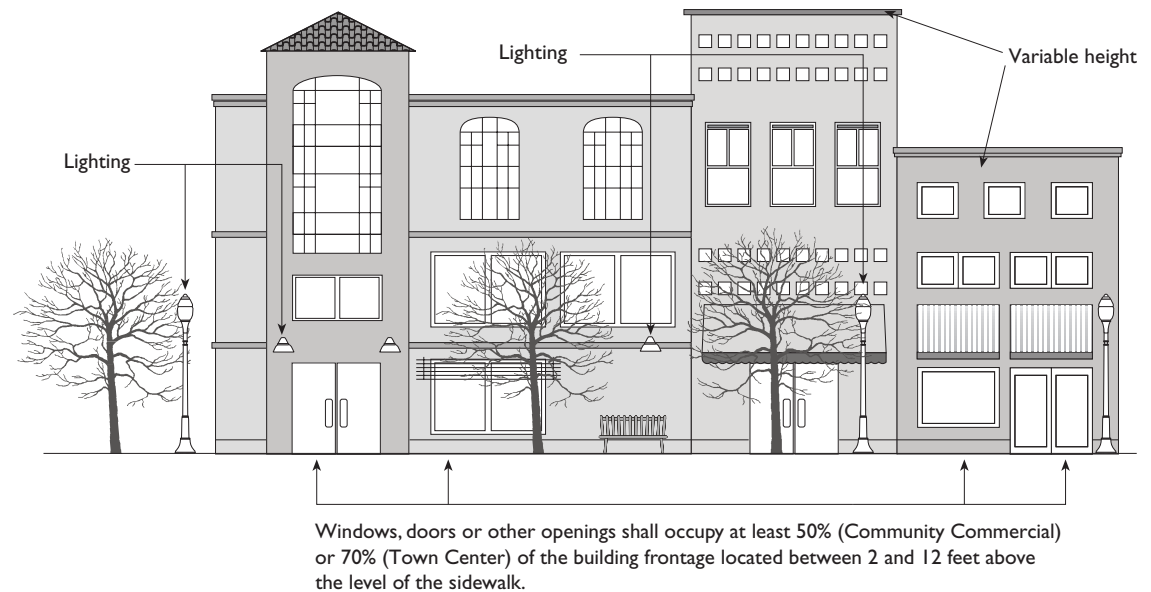 Lighting
Variable height
Lighting
Windows, doors or other openings shall occupy at least 50% (Community Commercial)
or 70% (Town Center) of the building frontage located between 2 and 12 feet above
the level of the sidewalk.